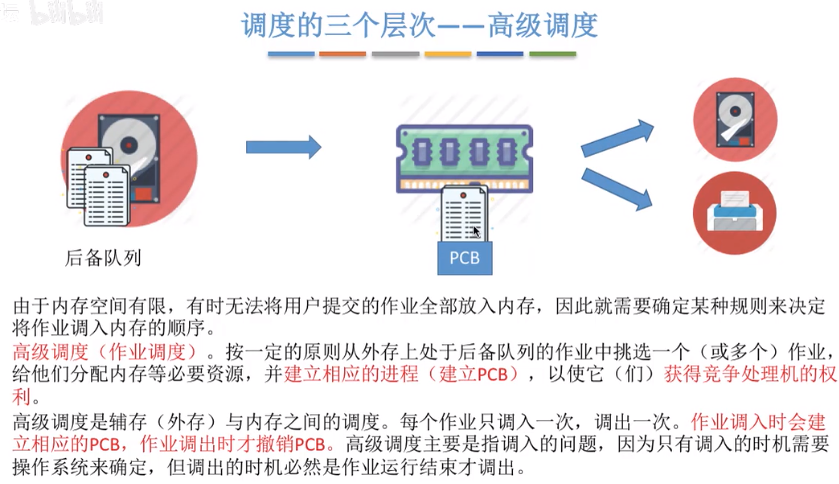 bilibili
调度的三个层次——高级调度
后备队列
PCB
由于内存空间有限，有时无法将用户提交的作业全部放入内存，因此就需要确定某种规则来决定
将作业调入内存的顺序。
高级调度（作业调度）。按一定的原则从外存上处于后备队列的作业中挑选一个（或多个）作业，
给他们分配内存等必要资源，并建立相应的进程（建立PCB），以使它（们）获得竞争处理机的权
利。
高级调度是辅存（外存）与内存之间的调度。每个作业只调入一次，调出一次。作业调入时会建
立相应的PCB，作业调出时才撤销PCB。高级调度主要是指调入的问题，因为只有调入的时机需要
操作系统来确定，但调出的时机必然是作业运行结束才调出。